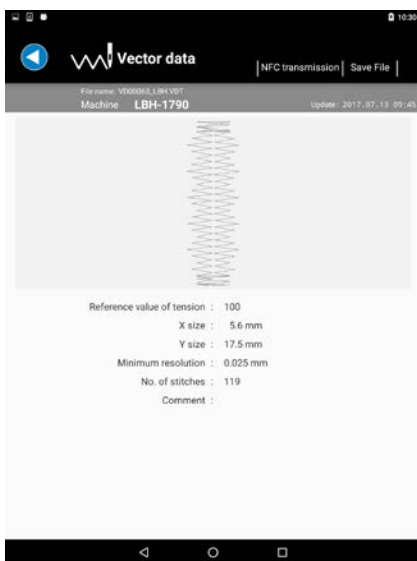 10:30
Vector data
NFC transmission Save File
File name: VD00063_LBH.VDT
Machine LBH-1790 Update: 2017.07.13 09:45
Reference value of tension : 100
X size : 5.6 mm
Y size : 17.5 mm
Minimum resolution : 0.025 mm
No. of stitches : 119
Comment :